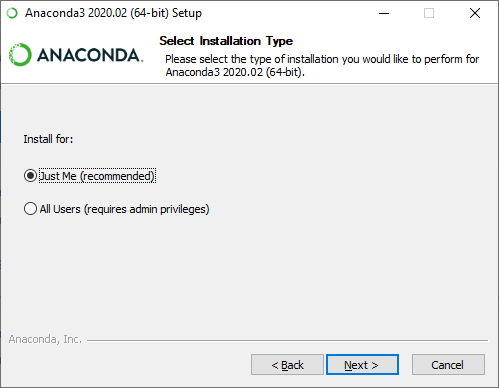 Anaconda3 2020.02 (64-bit) Setup
ANACONDA.
Select Installation Type
Please select the type of installation you would like to perform for
Anaconda3 2020.02 (64-bit).
Install for:
Just Me (recommended)
All Users (requires admin privileges)
Anaconda, Inc.
< Back
Next >
Cancel